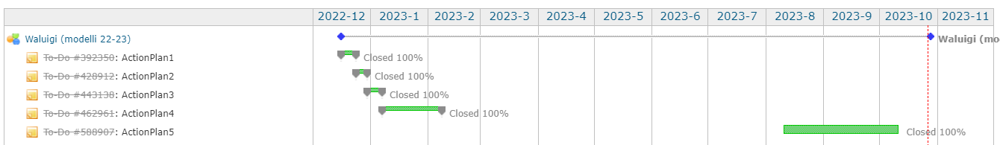 2022-12 2023-1 2023-2 2023-3 2023-4 2023-5 2023-6 2023-7 2023-8 2023-9 2023-10 2023-11
Waluigi (modelli 22-23) Waluigi (mo
To-Do #392350: ActionPlan1 Closed 100%
To-Do #428912: ActionPlan2 Closed 100%
To-Do #443138: ActionPlan3 Closed 100%
To-Do #462961: ActionPlan4 Closed 100%
To-Do #588907: ActionPlan5 Closed 100%